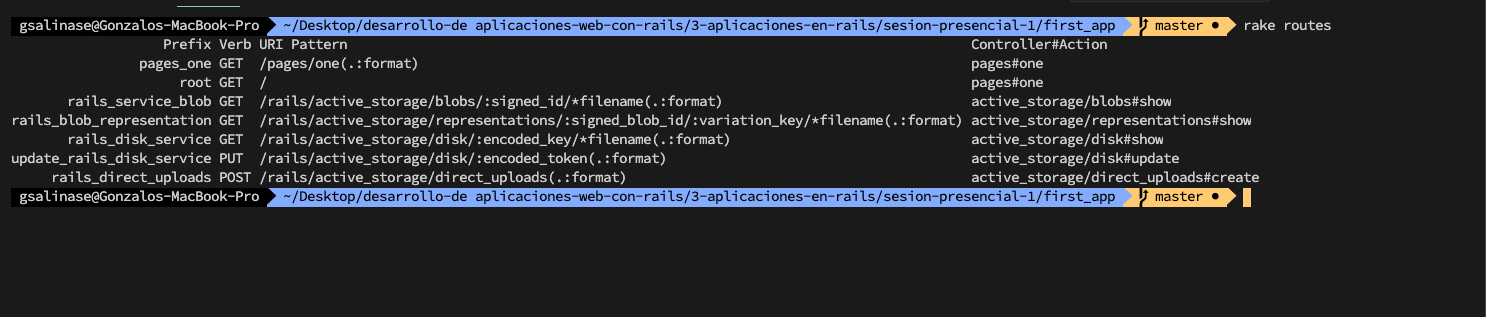 gsalinase@Gonzalos-MacBook-Pro ~/Desktop/desarrollo-de aplicaciones-web-con-rails/3-aplicaciones-en-rails/sesion-presencial-1/first_app master ● rake routes
Prefix Verb URI Pattern Controller#Action
pages_one GET /pages/one(.:format) pages#one
root GET / pages#one
rails_service_blob GET /rails/active_storage/blobs/:signed_id/*filename(.:format) active_storage/blobs#show
rails_blob_representation GET /rails/active_storage/representations/:signed_blob_id/:variation_key/*filename(.:format) active_storage/representations#show
rails_disk_service GET /rails/active_storage/disk/:encoded_key/*filename(.:format) active_storage/disk#show
update_rails_disk_service PUT /rails/active_storage/disk/:encoded_token(.:format) active_storage/disk#update
rails_direct_uploads POST /rails/active_storage/direct_uploads(.:format) active_storage/direct_uploads#create
gsalinase@Gonzalos-MacBook-Pro ~/Desktop/desarrollo-de aplicaciones-web-con-rails/3-aplicaciones-en-rails/sesion-presencial-1/first_app master ●